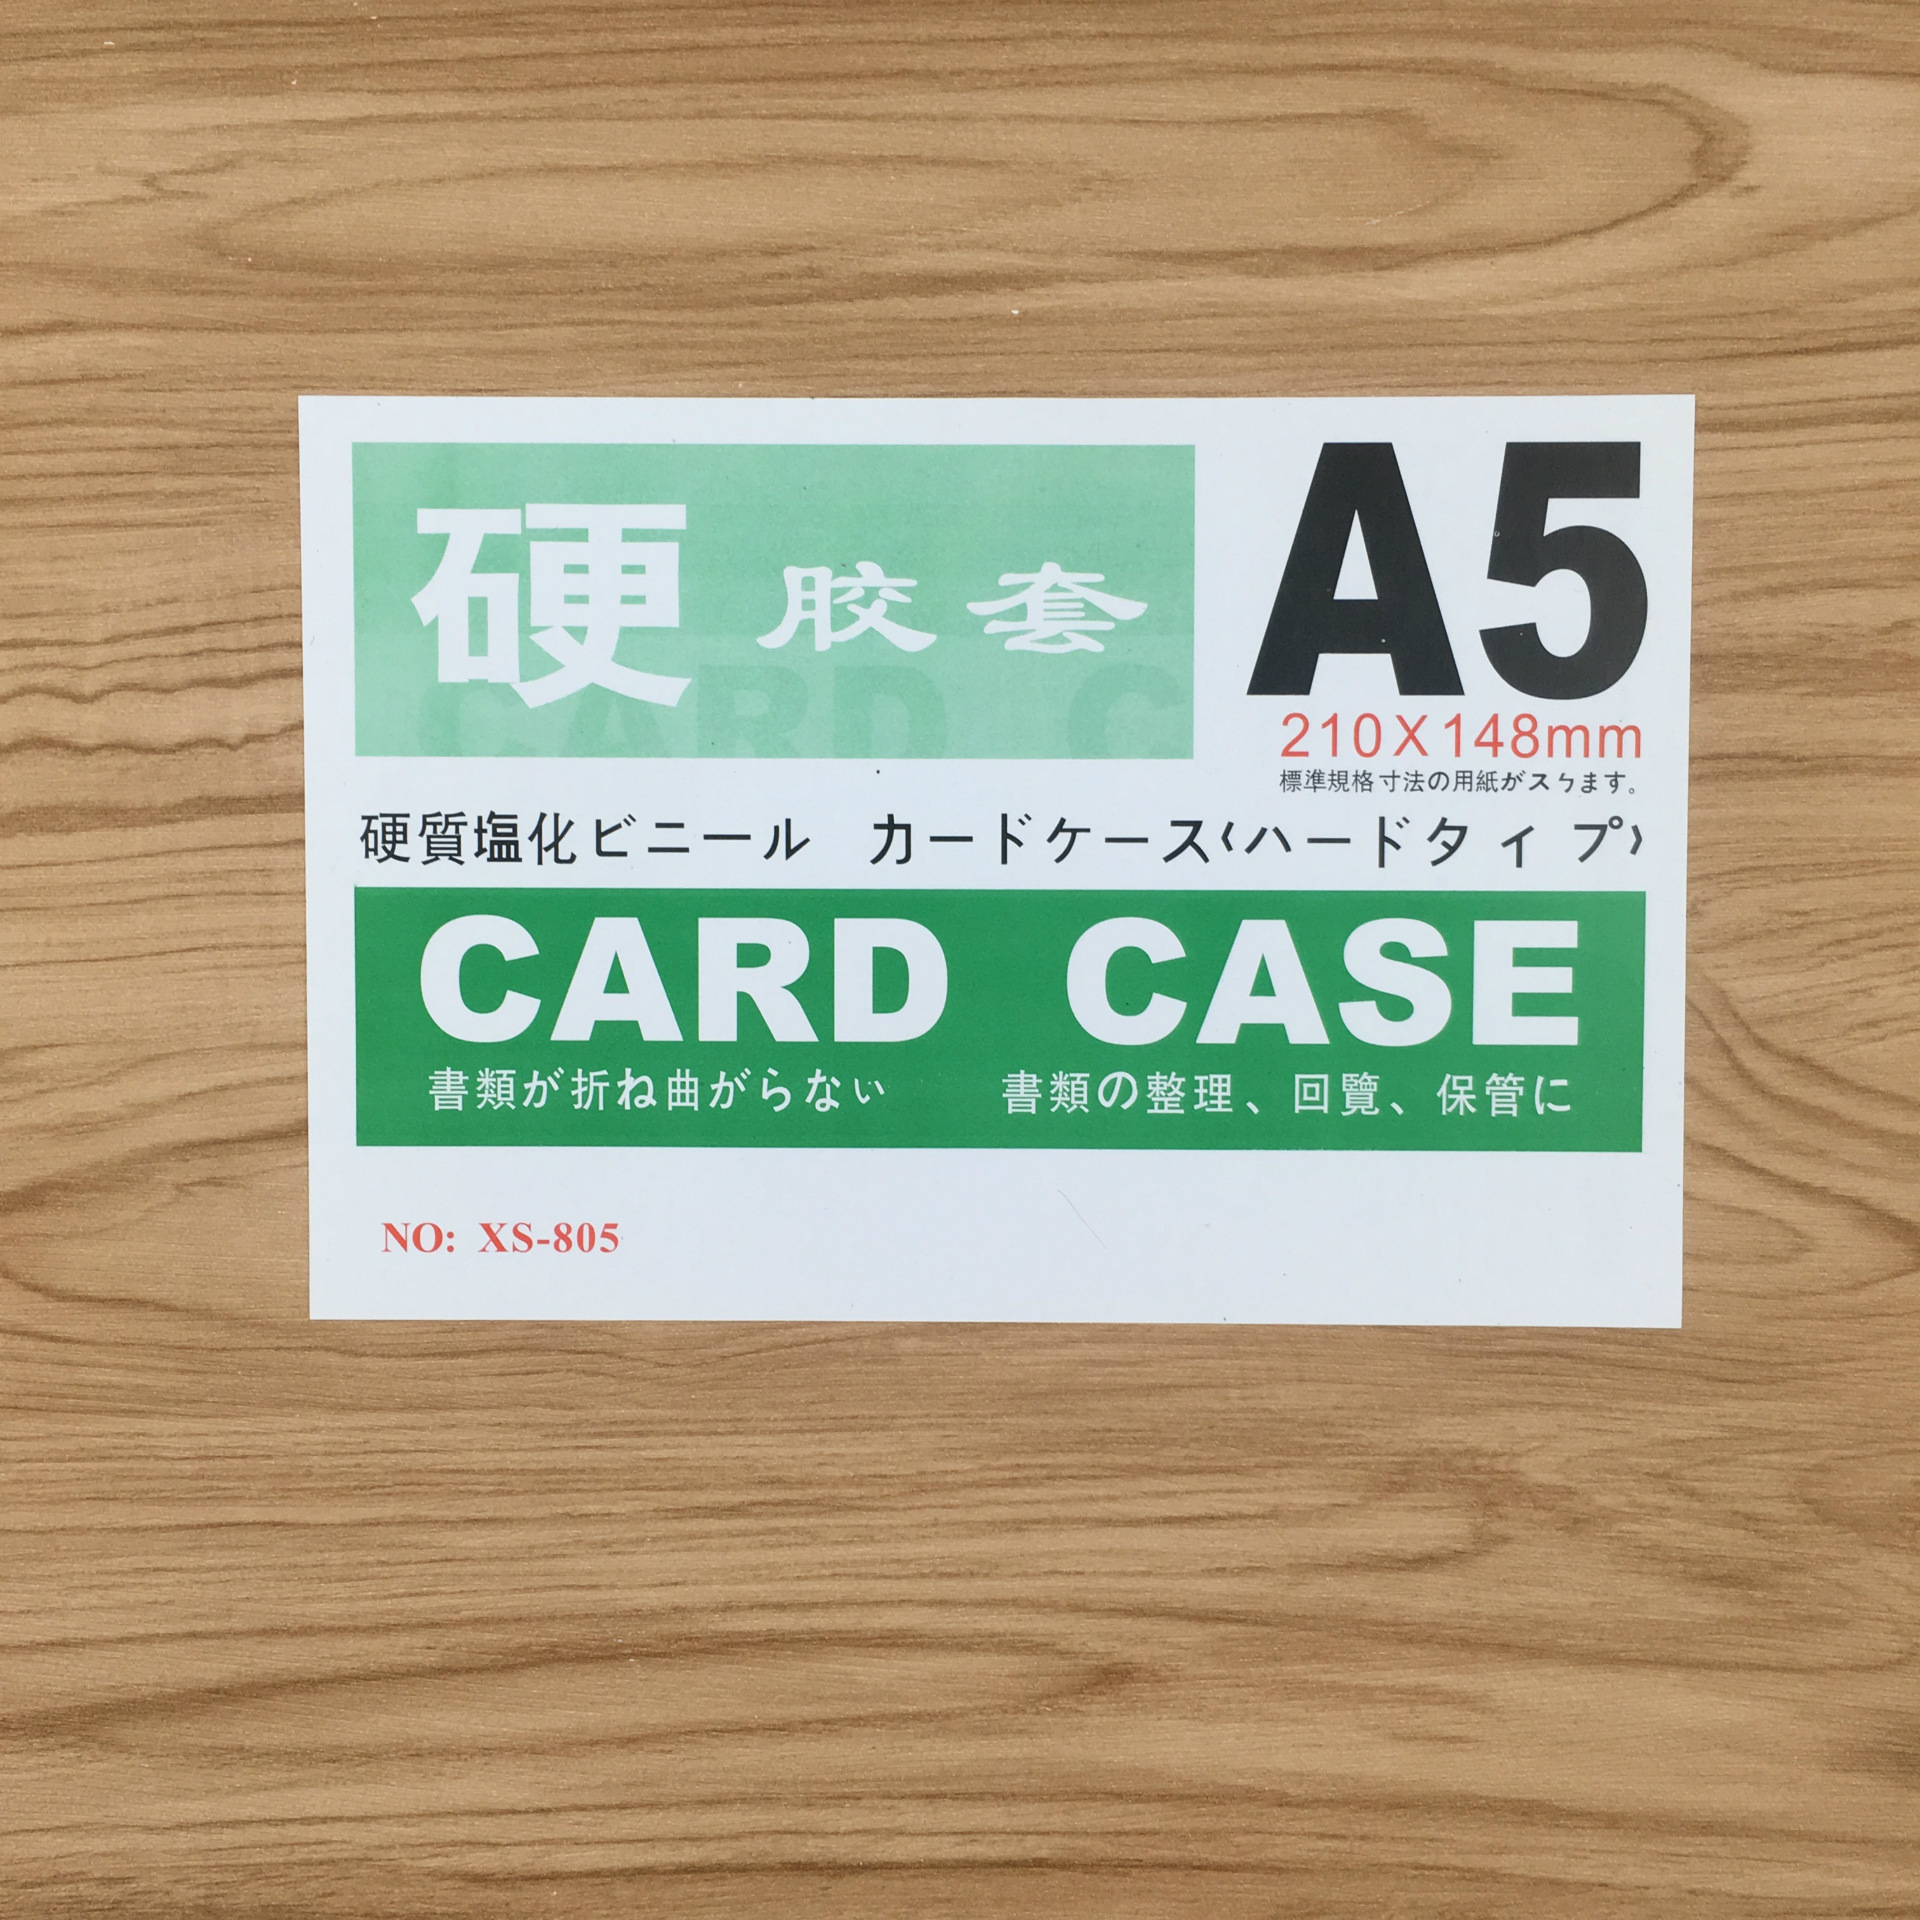 硬 胶 套
A5
210X148mm
標準規格寸法の用紙がスケます。
硬質塩化ビニール カードケース〈ハードタイプ〉
CARD CASE
書類が折ね曲がらない 書類の整理、回覽、保管に
NO: XS-805